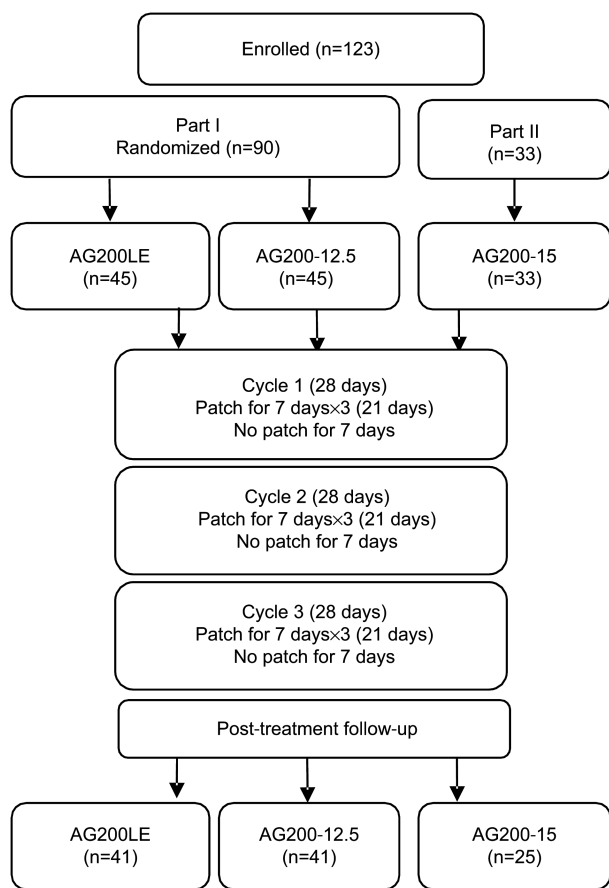 Enrolled (n=123)
Part I
Randomized (n=90)
Part II
(n=33)
AG200LE
(n=45)
AG200-12.5
(n=45)
AG200-15
(n=33)
Cycle 1 (28 days)
Patch for 7 days×3 (21 days)
No patch for 7 days
Cycle 2 (28 days)
Patch for 7 days×3 (21 days)
No patch for 7 days
Cycle 3 (28 days)
Patch for 7 days×3 (21 days)
No patch for 7 days
Post-treatment follow-up
AG200LE
(n=41)
AG200-12.5
(n=41)
AG200-15
(n=25)